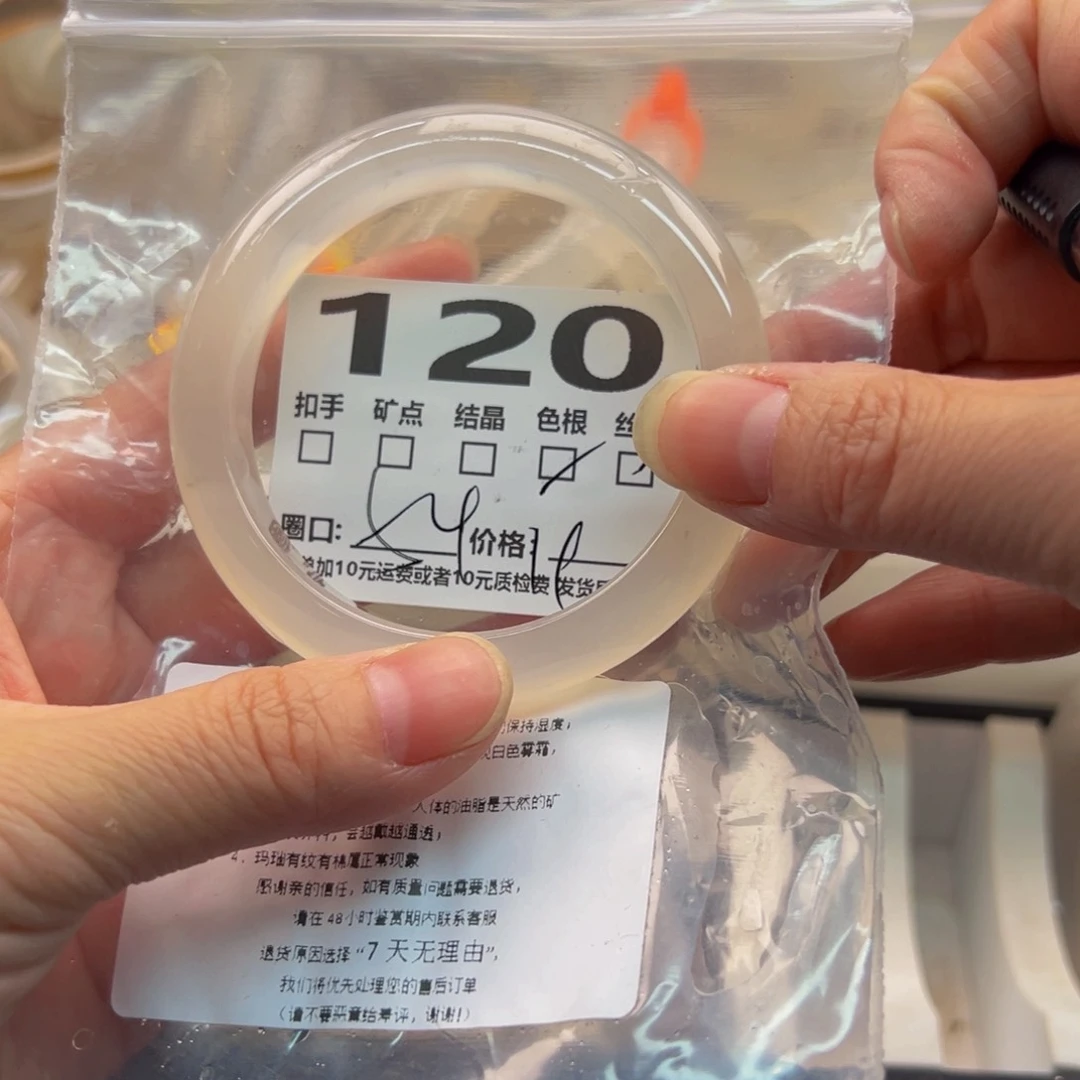 120
扣手 矿点 结晶 色根
圈口: 价格:
加10元运费或者10元质检费 发货
保持湿度，
白色雾霜，
人体的油脂是天然的矿
会越戴越通透；
4、玛瑙有纹有棉属正常现象
感谢亲的信任，如有质量问题需要退货，
请在48小时鉴赏期内联系客服
退货原因选择“7天无理由”，
我们将优先处理您的售后订单
（请不要恶意给差评，谢谢！）